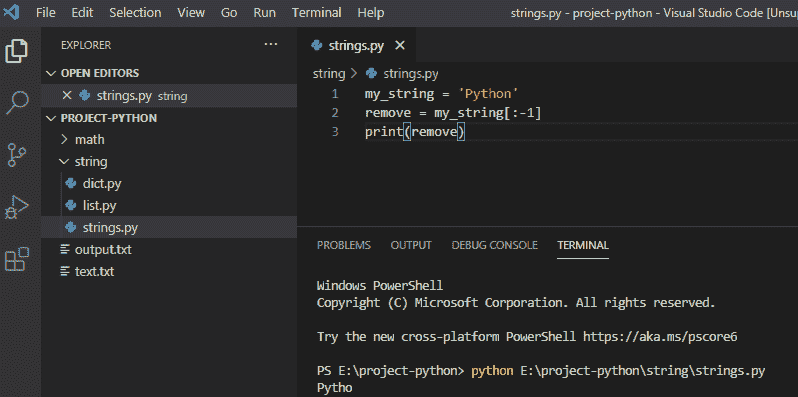 File Edit View Go Run Terminal Help strings.py - project-python - Visual Studio Code [Unsup
EXPLORER ...
OPEN EDITORS
strings.py string
PROJECT-PYTHON
math
string
dict.py
list.py
strings.py
output.txt
text.txt
strings.py
string > strings.py
1 my_string = 'Python'
2 remove = my_string[:-1]
3 print(remove)
PROBLEMS OUTPUT DEBUG CONSOLE TERMINAL
Windows PowerShell
Copyright (C) Microsoft Corporation. All rights reserved.
Try the new cross-platform PowerShell https://aka.ms/pscore6
PS E:\project-python> python E:\project-python\string\strings.py
Pytho